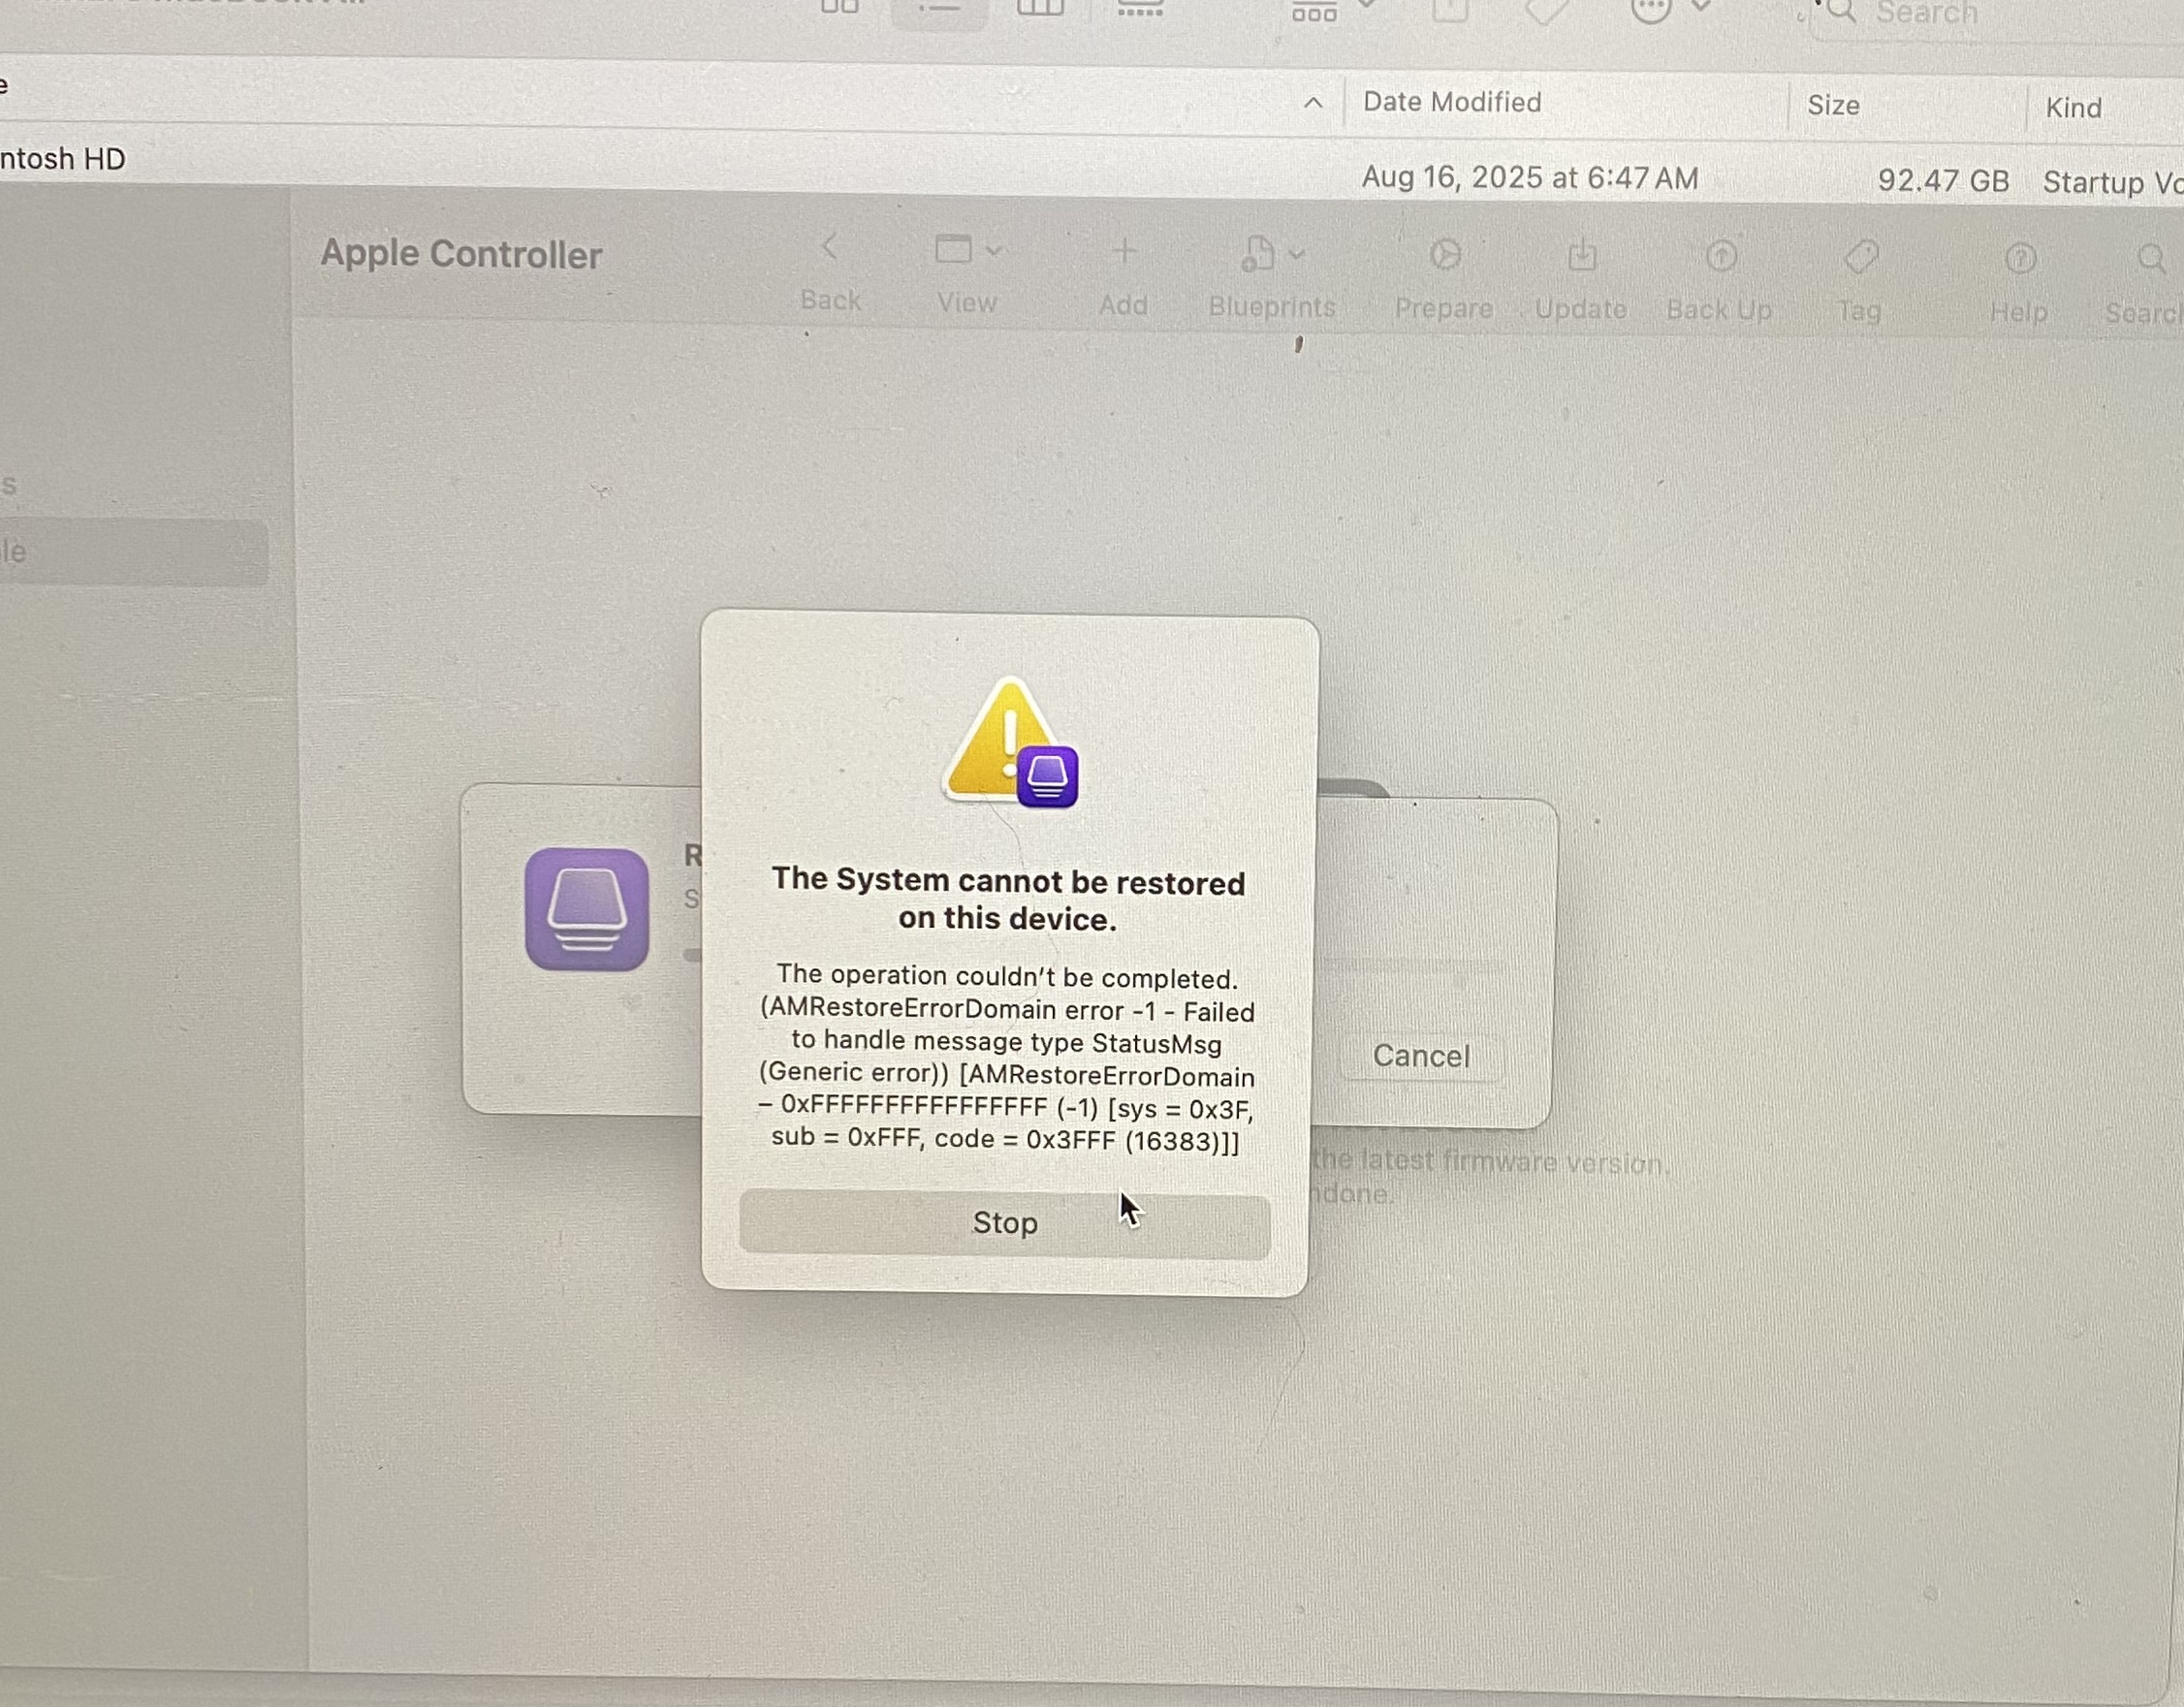 Search
Date Modified
Size
Kind
ntosh HD
Aug 16, 2025 at 6:47 AM
92.47 GB
Startup Vo
Apple Controller
Back
View
Add
Blueprints
Prepare
Update
Back Up
Tag
Help
Search
s
le
The System cannot be restored
on this device.
The operation couldn't be completed.
(AMRestoreErrorDomain error -1 - Failed
to handle message type StatusMsg
(Generic error)) [AMRestoreErrorDomain
– 0xFFFFFFFFFFFFFFFF (-1) [sys = 0x3F,
sub = 0xFFF, code = 0x3FFF (16383)]]
Stop
R
S
Cancel
the latest firmware version.
ndone.